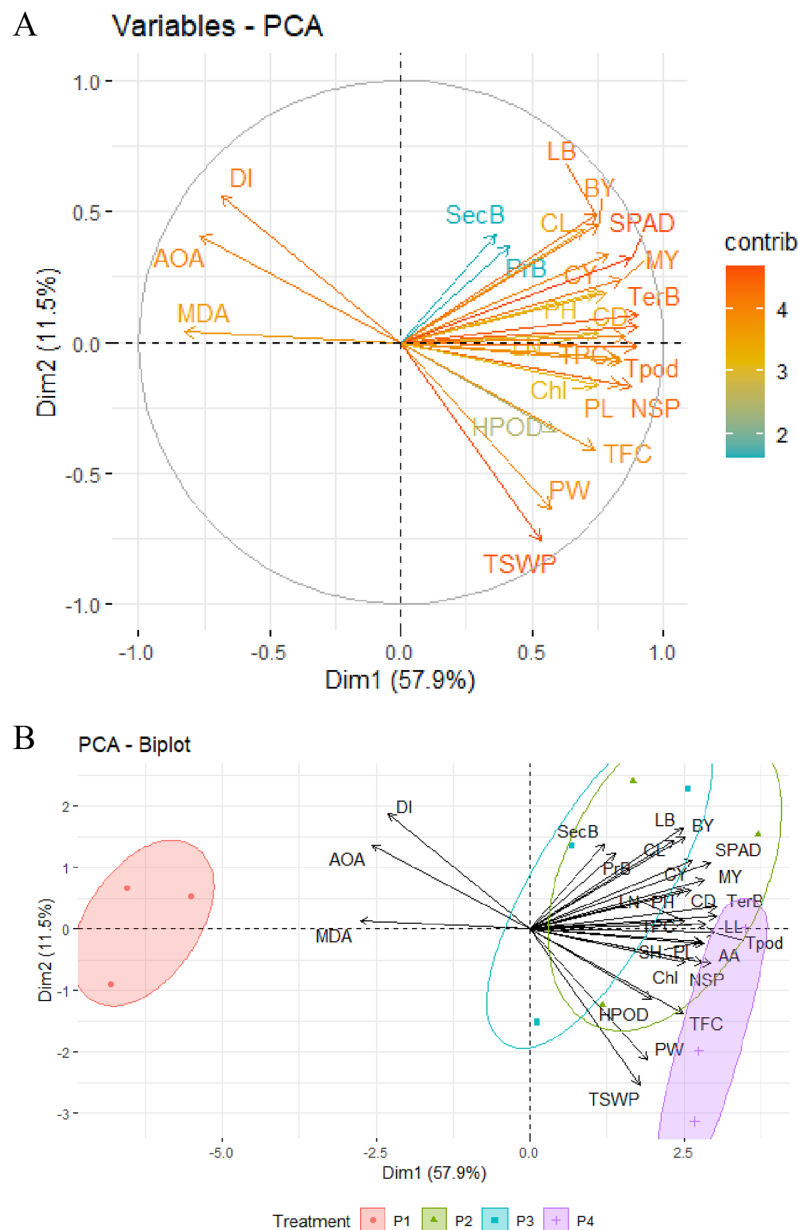 A
Variables - PCA
1.0
LB
DI
BY
SecB
CL
SPAD
0.5
contrib
AOA
PrB
CY
MY
4
MDA
PH
CD
TerB
Dim2 (11.5%)
0.0
LN
TPC
Tpod
3
Chl
PL
NSP
HPOD
TFC
2
-0.5
PW
TSWP
-1.0
-1.0
-0.5
0.0
0.5
1.0
Dim1 (57.9%)
B
PCA - Biplot
2
DI
LB
BY
SecB
CL
SPAD
AOA
PrB
1
CY
MY
LN
PH
CD
TerB
MDA
TFC
LL
0
Tpod
SH
PL
AA
Chl
NSP
Dim2 (11.5%)
-1
HPOD
TFC
-2
PW
TSWP
-3
-5.0
-2.5
0.0
2.5
Dim1 (57.9%)
Treatment
P1
P2
P3
P4